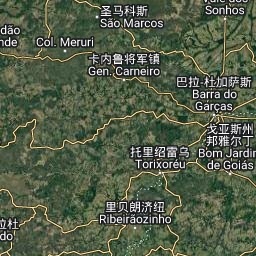 圣马科斯
São Marcos
Vale dos
Sonhos
Col. Meruri
卡内鲁将军镇
Gen. Carneiro
巴拉-杜加萨斯
Barra do
Garças
戈亚斯州
邦雅尔丁
Bom Jardim
de Goiás
托里绍雷乌
Torixoréu
里贝朗济纽
Ribeirãozinho